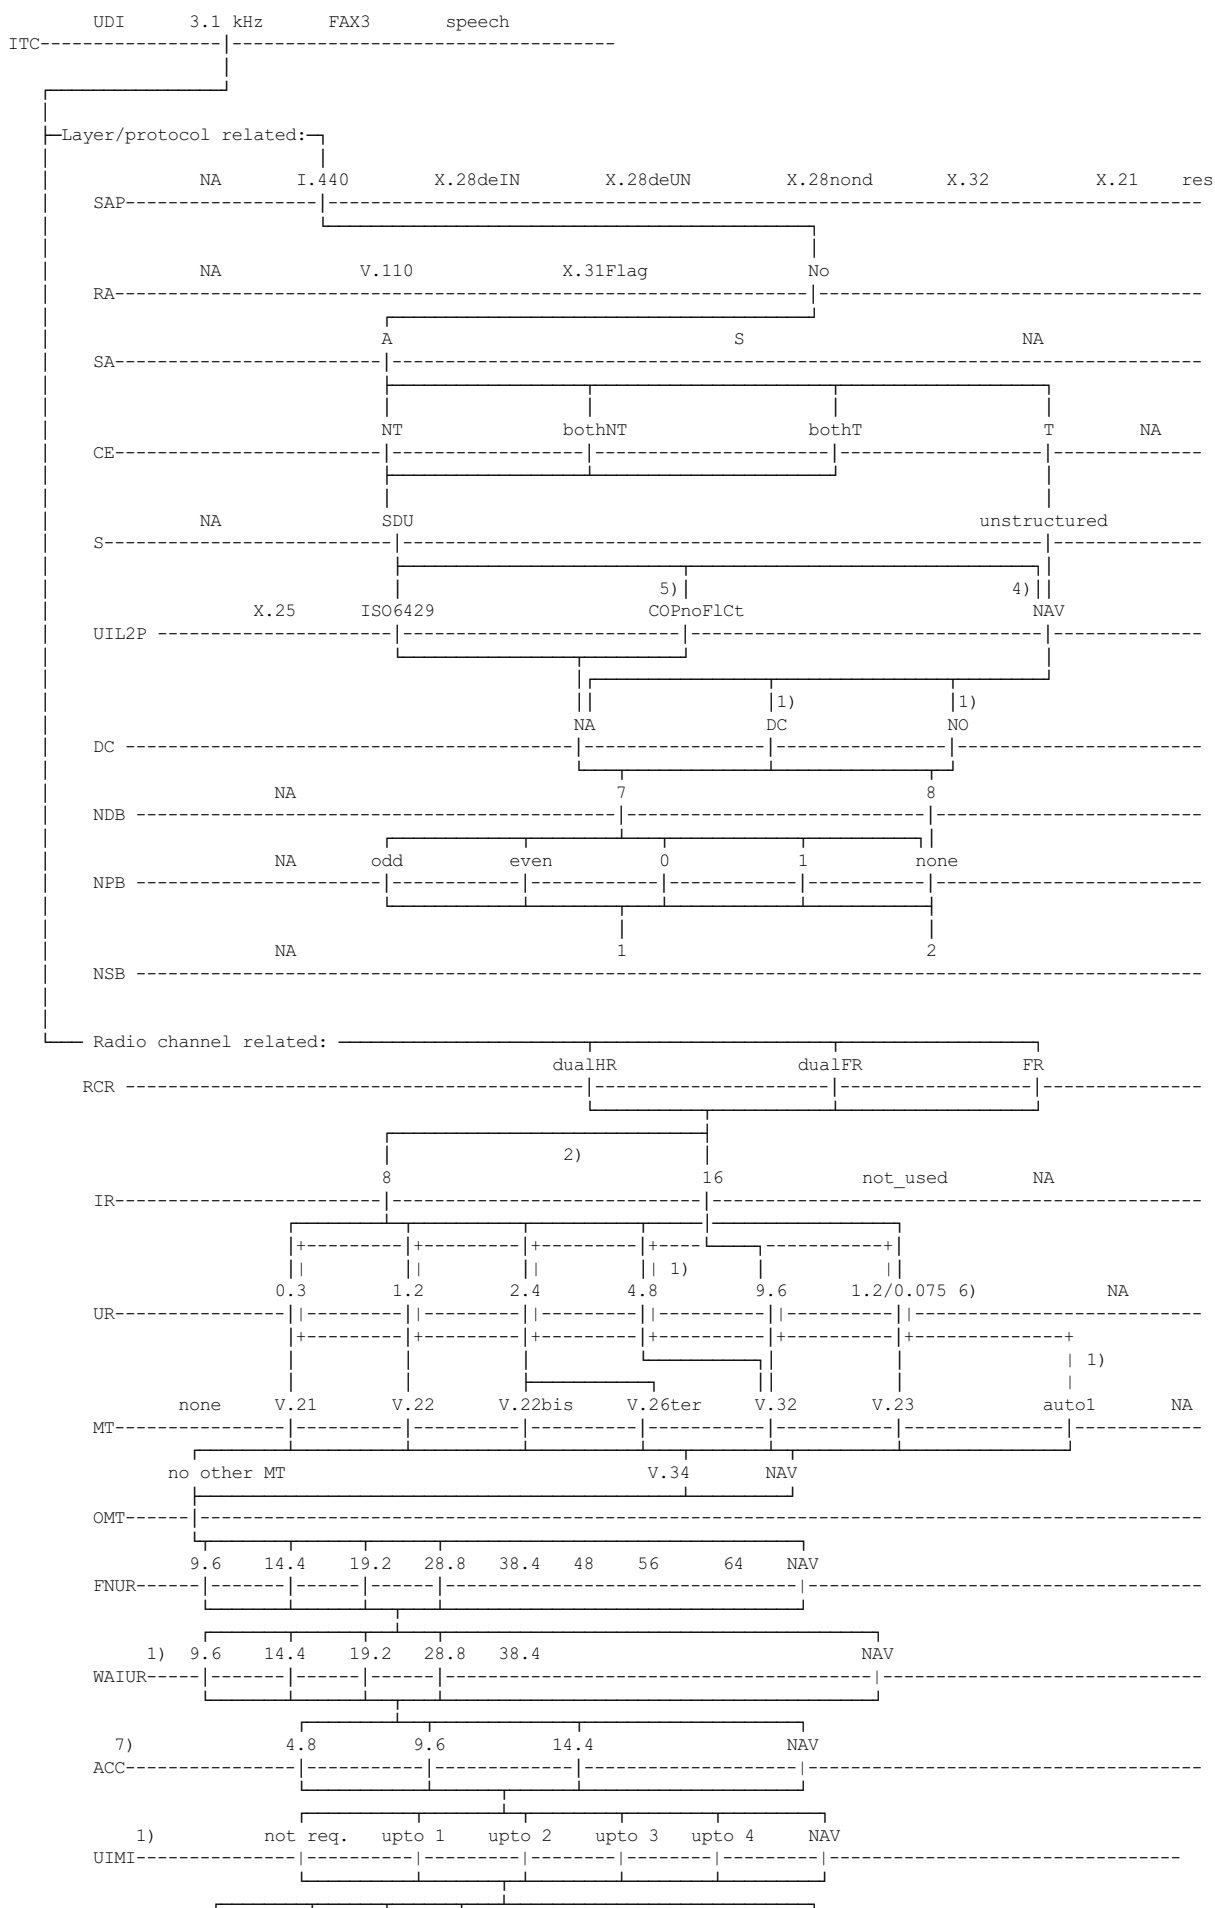 UDI 3.1 kHz FAX3 speech
ITC
Layer/protocol related:
NA I.440 X.28deIN X.28deUN X.28nond X.32 X.21 res
SAP
NA V.110 X.31Flag No
RA
A S NA
SA
NT bothNT bothT T NA
CE
NA SDU unstructured
S
5) 4)
X.25 ISO6429 COPnoFlCt NAV
UIL2P
1) 1)
NA DC NO
DC
NA 7 8
NDB
NA odd even 0 1 none
NPB
NA 1 2
NSB
Radio channel related:
dualHR dualFR FR
RCR
2)
8 16 not_used NA
IR
1)
0.3 1.2 2.4 4.8 9.6 1.2/0.075 6) NA
UR
1)
none V.21 V.22 V.22bis V.26ter V.32 V.23 auto1 NA
MT
no other MT V.34 NAV
OMT
9.6 14.4 19.2 28.8 38.4 48 56 64 NAV
FNUR
1) 9.6 14.4 19.2 28.8 38.4 NAV
WAIUR
7) 4.8 9.6 14.4 NAV
ACC
1) not req. upto 1 upto 2 upto 3 upto 4 NAV
UIMI